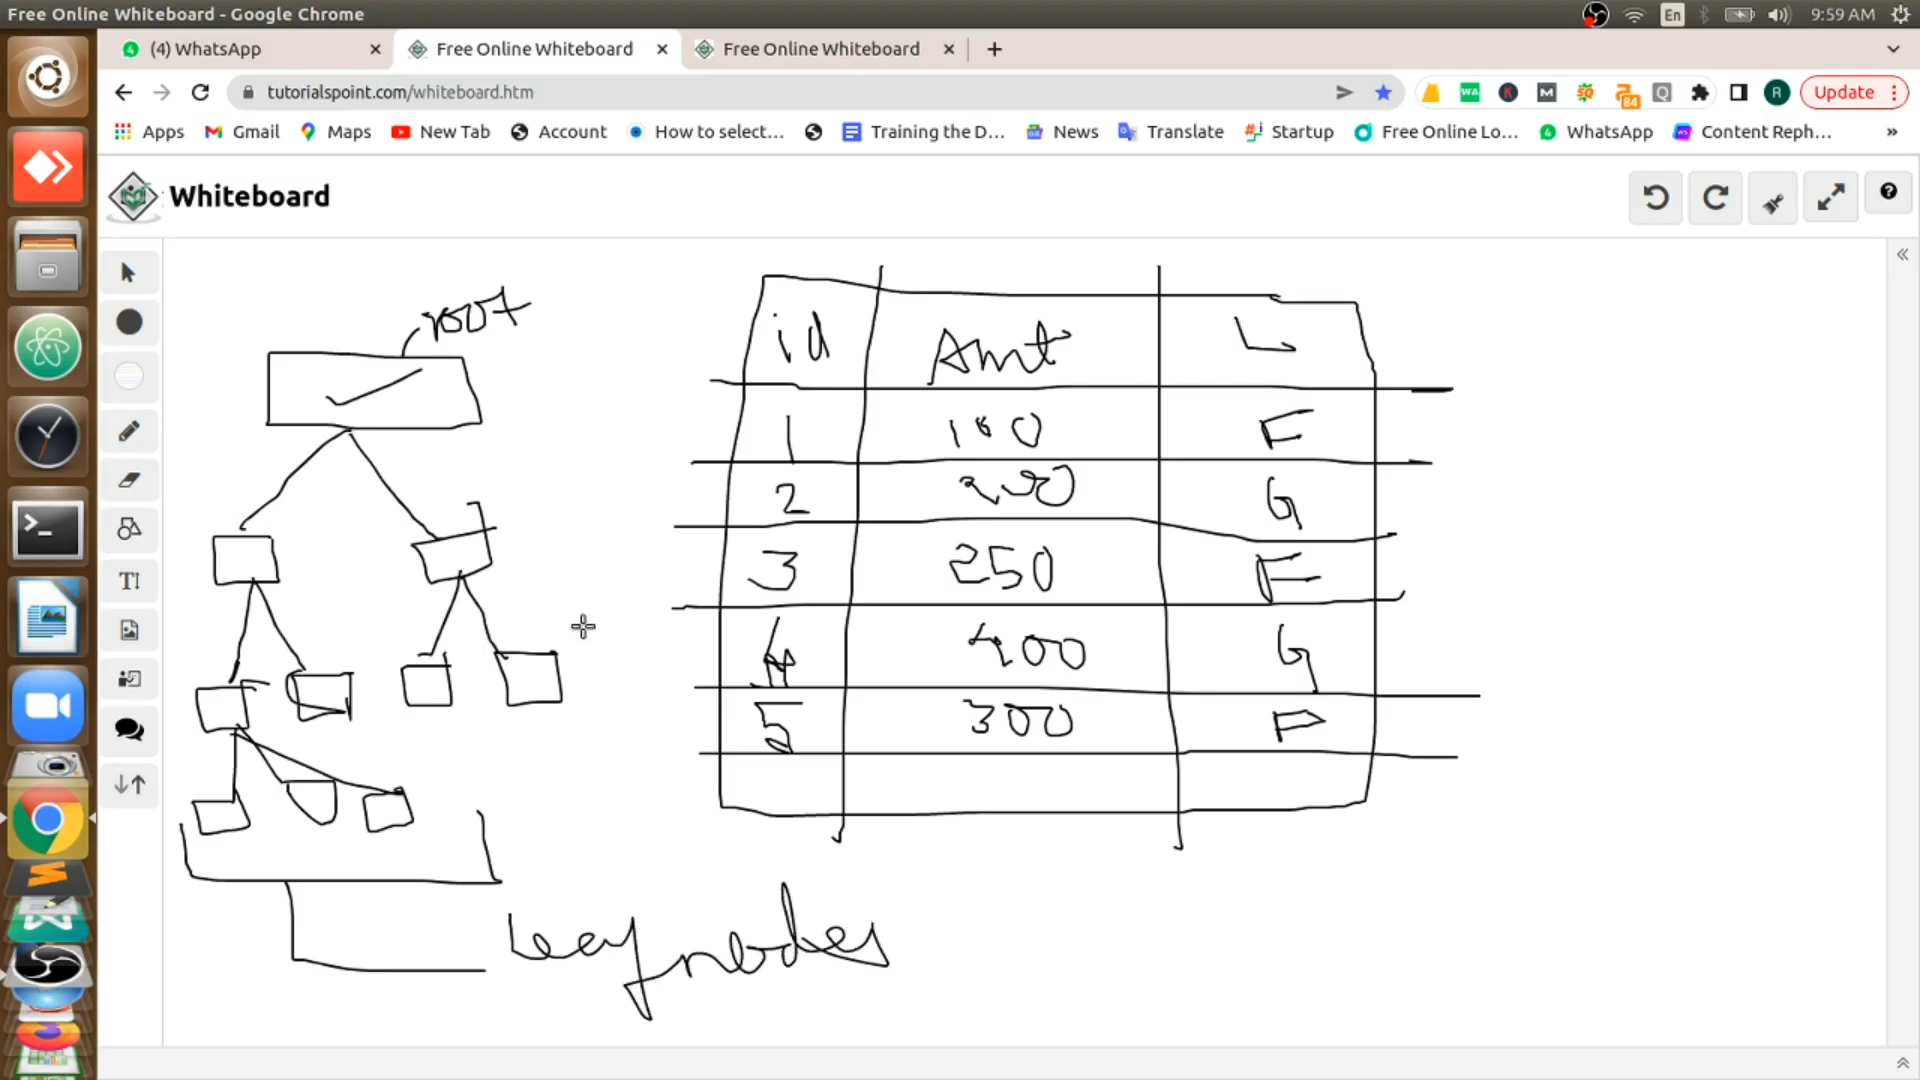 Free Online Whiteboard - Google Chrome
En
9:59 AM
(4) WhatsApp
Free Online Whiteboard
Free Online Whiteboard
tutorialspoint.com/whiteboard.htm
84
Update
Apps
Gmail
Maps
New Tab
Account
How to select...
Training the D...
News
Translate
Startup
Free Online Lo...
WhatsApp
Content Reph...
Whiteboard
root
id Amt L
1 100 F
2 200 G
3 250 F
4 400 G
5 300 F
leaf nodes